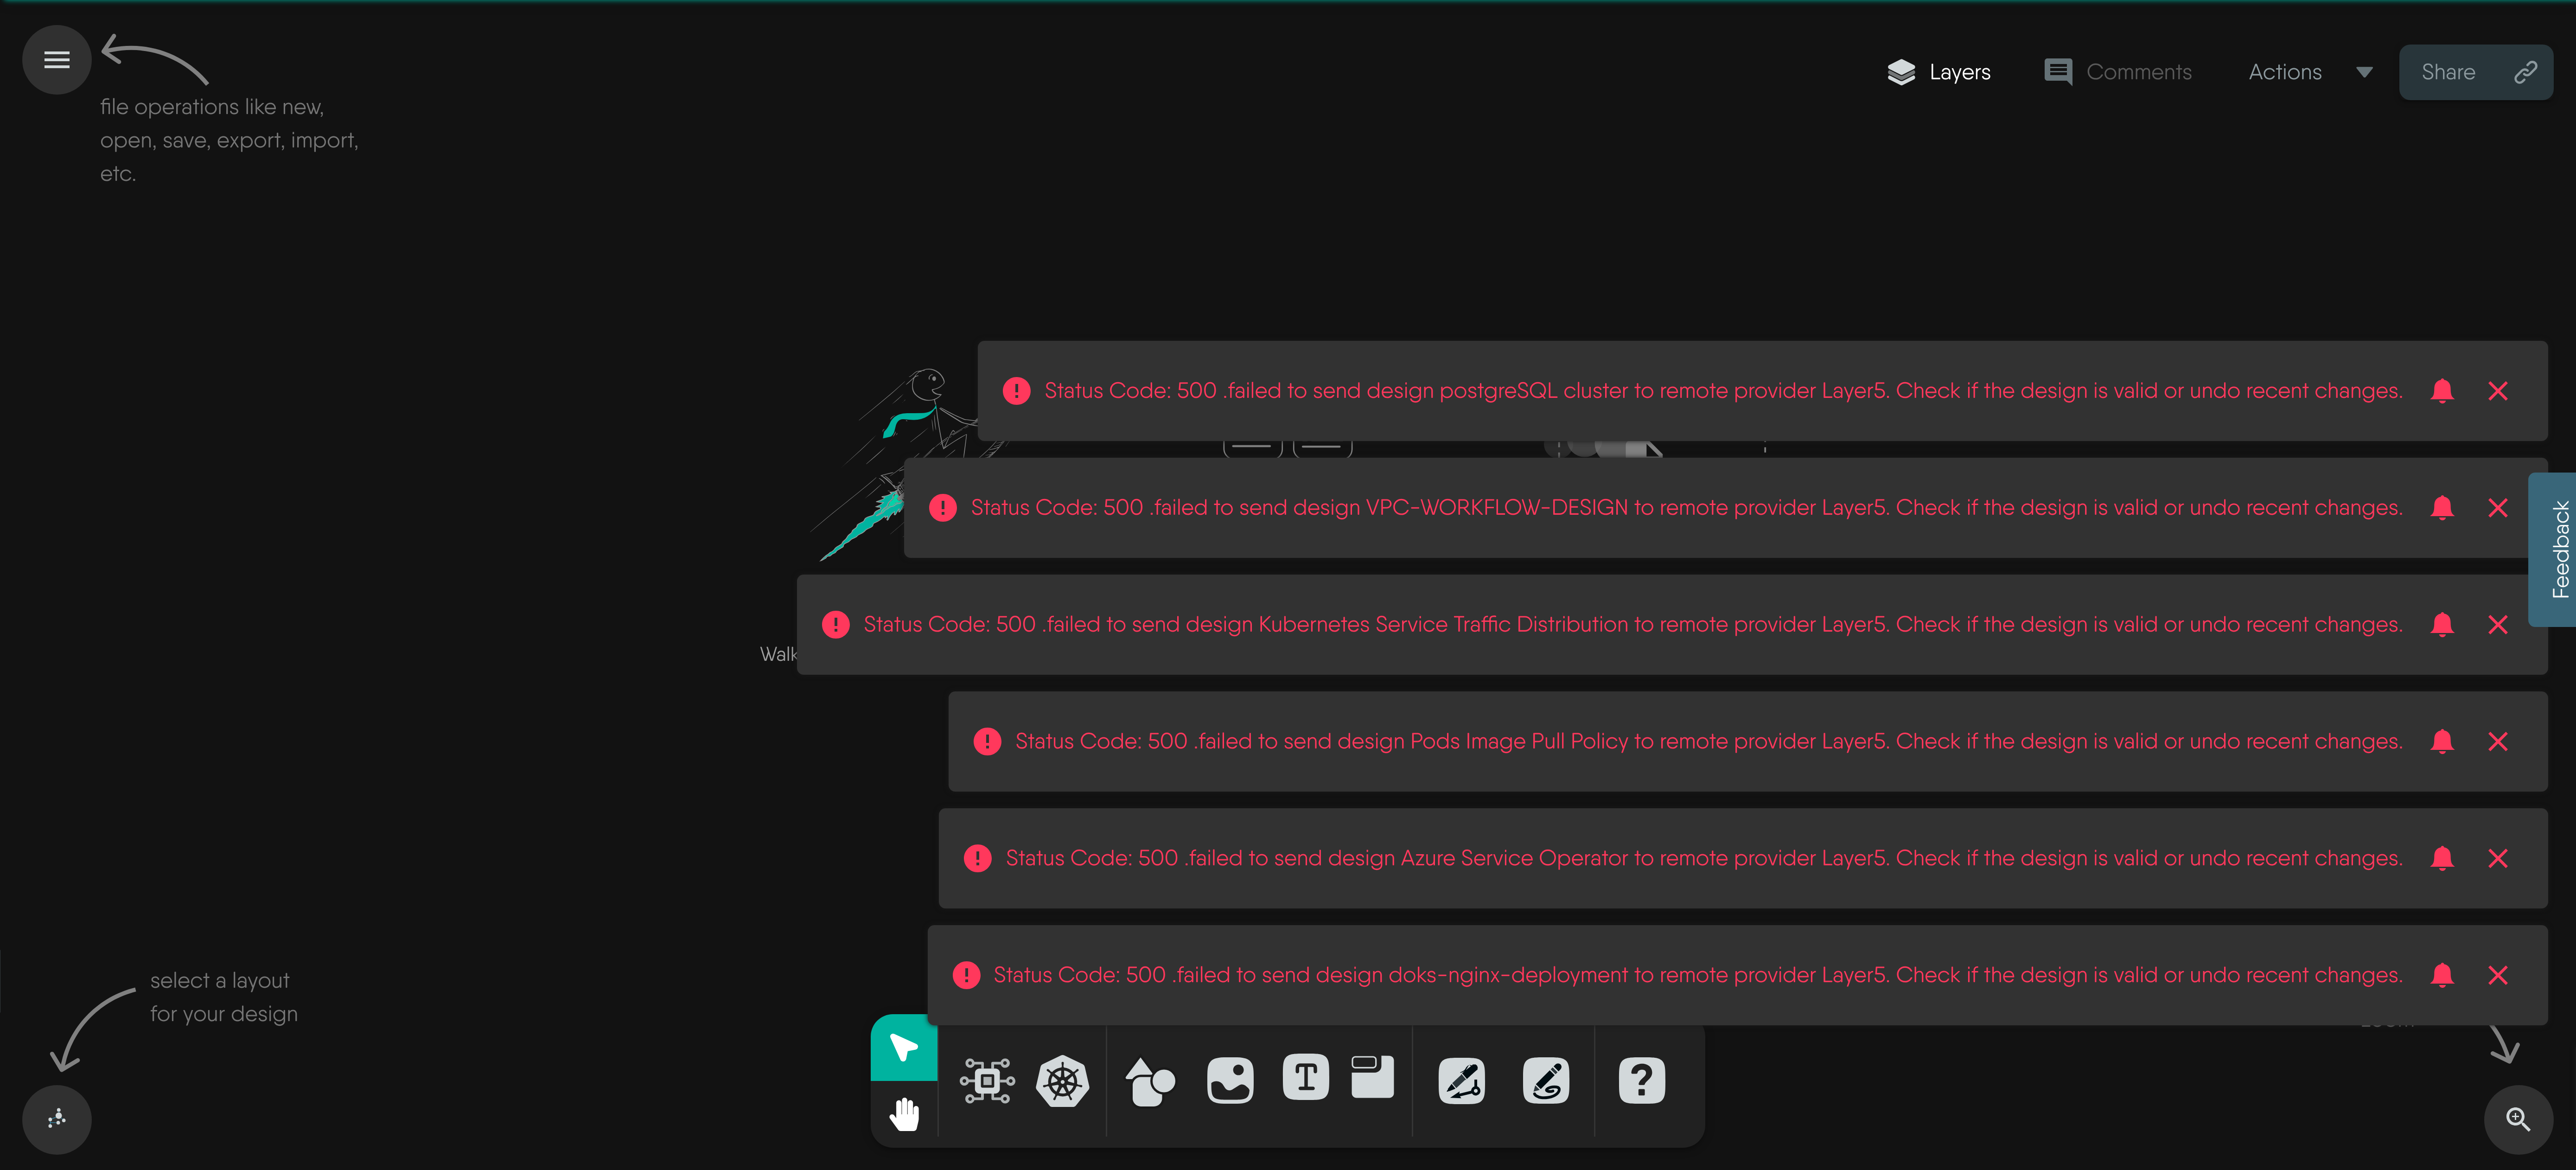 file operations like new,
open, save, export, import,
etc.
Layers
Comments
Actions
Share
Status Code: 500 .failed to send design postgreSQL cluster to remote provider Layer5. Check if the design is valid or undo recent changes.
Status Code: 500 .failed to send design VPC-WORKFLOW-DESIGN to remote provider Layer5. Check if the design is valid or undo recent changes.
Feedback
Status Code: 500 .failed to send design Kubernetes Service Traffic Distribution to remote provider Layer5. Check if the design is valid or undo recent changes.
Walk
Status Code: 500 .failed to send design Pods Image Pull Policy to remote provider Layer5. Check if the design is valid or undo recent changes.
Status Code: 500 .failed to send design Azure Service Operator to remote provider Layer5. Check if the design is valid or undo recent changes.
Status Code: 500 .failed to send design doks-nginx-deployment to remote provider Layer5. Check if the design is valid or undo recent changes.
select a layout
for your design
T
?